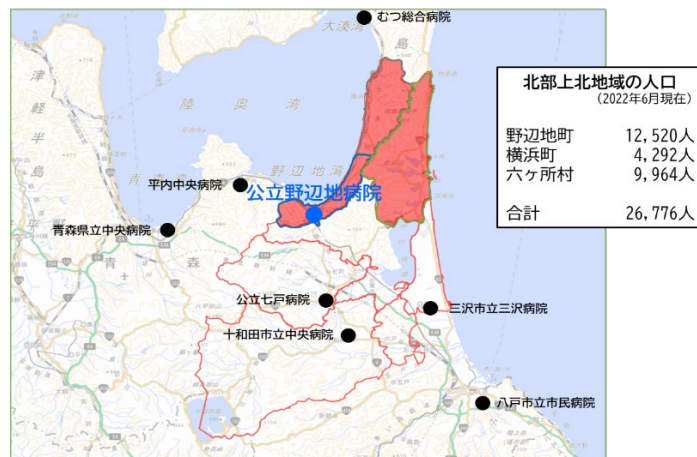 むつ総合病院
大湊湾
島
津軽半島
陸奥湾
野辺地湾
青森湾
平内中央病院
公立野辺地病院
青森県立中央病院
青森
公立七戸病院
三沢市立三沢病院
十和田市立中央病院
八戸市立市民病院
北部上北地域の人口
(2022年6月現在)
野辺地町 12,520人
横浜町 4,292人
六ヶ所村 9,964人
合計 26,776人